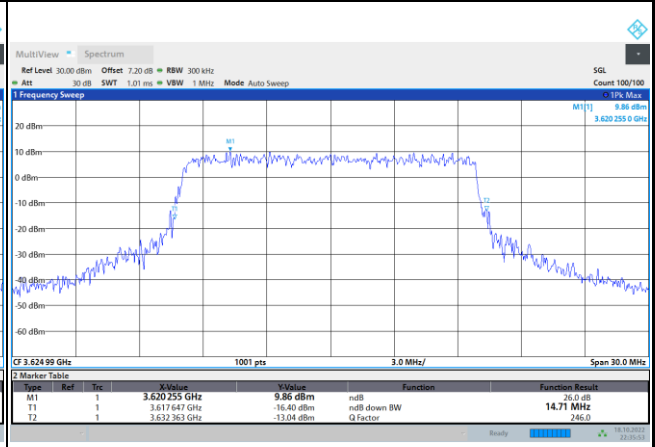 MultiView Spectrum
Ref Level 30.00 dBm Offset 7.20 dB RBW 300 kHz SGL
Att 30 dB SWT 1.01 ms VBW 1 MHz Mode Auto Sweep Count 100/100
1 Frequency Sweep 1Pk Max
M1[1] 9.86 dBm
3.620 255 0 GHz
20 dBm
M1
10 dBm
0 dBm
-10 dBm
T2
-20 dBm
-30 dBm
-40 dBm
-50 dBm
-60 dBm
CF 3.624 99 GHz 1001 pts 3.0 MHz/ Span 30.0 MHz
2 Marker Table
Type Ref Trc X-Value Y-Value Function Function Result
M1 1 3.620 255 GHz 9.86 dBm ndB 26.0 dB
T1 1 3.617 647 GHz -16.40 dBm ndB down BW 14.71 MHz
T2 1 3.632 363 GHz -13.04 dBm Q Factor 246.0
Ready 18.10.2022
22:35:52